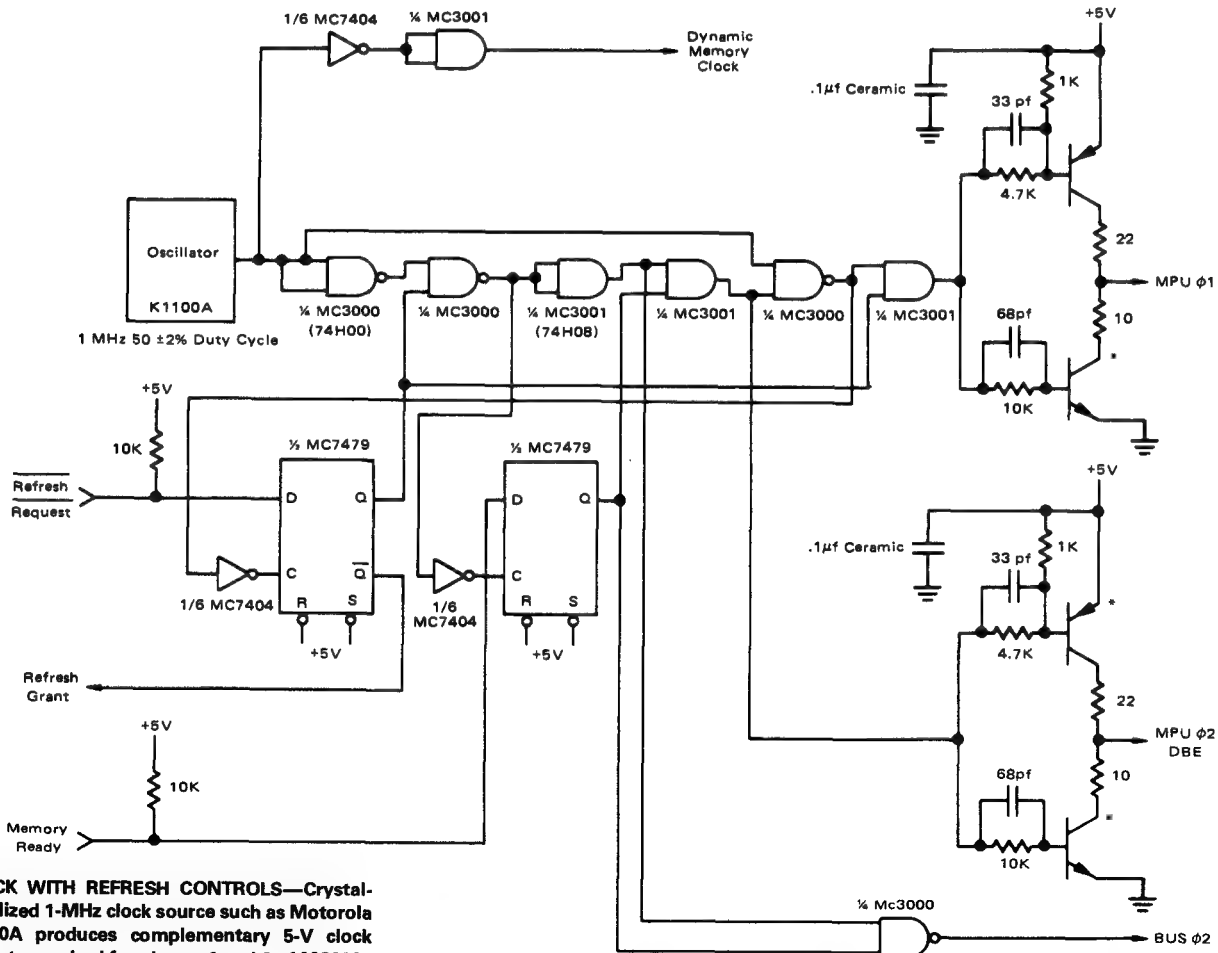 1/6 MC7404
¼ MC3001
Dynamic
Memory
Clock
+5V
.1µf Ceramic
1K
33 pf
4.7K
22
MPU ϕ1
10
68pf
*
10K
Oscillator
K1100A
1 MHz 50 ±2% Duty Cycle
¼ MC3000
(74H00)
¼ MC3000
¼ MC3001
(74H08)
¼ MC3001
¼ MC3000
¼ MC3001
+5V
10K
Refresh
Request
½ MC7479
D
Q
C
Q
R
S
+5V
1/6 MC7404
½ MC7479
D
Q
C
R
S
+5V
1/6
MC7404
Refresh
Grant
+5V
10K
Memory
Ready
+5V
.1µf Ceramic
1K
33 pf
*
4.7K
22
MPU ϕ2
DBE
10
68pf
*
10K
¼ Mc3000
BUS ϕ2
CK WITH REFRESH CONTROLS—Crystal-
lized 1-MHz clock source such as Motorola
0A produces complementary 5-V clock